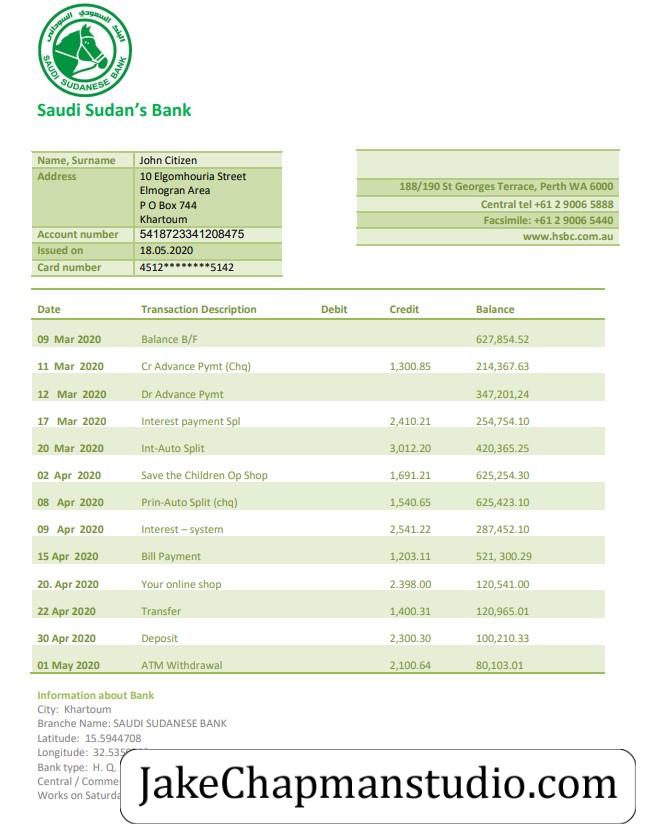 البنك السعودي السوداني
SAUDI SUDANESE BANK
Saudi Sudan’s Bank
Name, Surname John Citizen
Address 10 Elgomhouria Street
Elmogran Area
P O Box 744
Khartoum
Account number 5418723341208475
Issued on 18.05.2020
Card number 4512********5142
188/190 St Georges Terrace, Perth WA 6000
Central tel +61 2 9006 5888
Facsimile: +61 2 9006 5440
www.hsbc.com.au
Date Transaction Description Debit Credit Balance
09 Mar 2020 Balance B/F 627,854.52
11 Mar 2020 Cr Advance Pymt (Chq) 1,300.85 214,367.63
12 Mar 2020 Dr Advance Pymt 347,201,24
17 Mar 2020 Interest payment Spl 2,410.21 254,754.10
20 Mar 2020 Int-Auto Split 3,012.20 420,365.25
02 Apr 2020 Save the Children Op Shop 1,691.21 625,254.30
08 Apr 2020 Prin-Auto Split (chq) 1,540.65 625,423.10
09 Apr 2020 Interest – system 2,541.22 287,452.10
15 Apr 2020 Bill Payment 1,203.11 521, 300.29
20. Apr 2020 Your online shop 2.398.00 120,541.00
22 Apr 2020 Transfer 1,400.31 120,965.01
30 Apr 2020 Deposit 2,300.30 100,210.33
01 May 2020 ATM Withdrawal 2,100.64 80,103.01
Information about Bank
City: Khartoum
Branche Name: SAUDI SUDANESE BANK
Latitude: 15.5944708
Longitude:
Bank type: H. Q.
Central /
Works on
JakeChapmanstudio.com